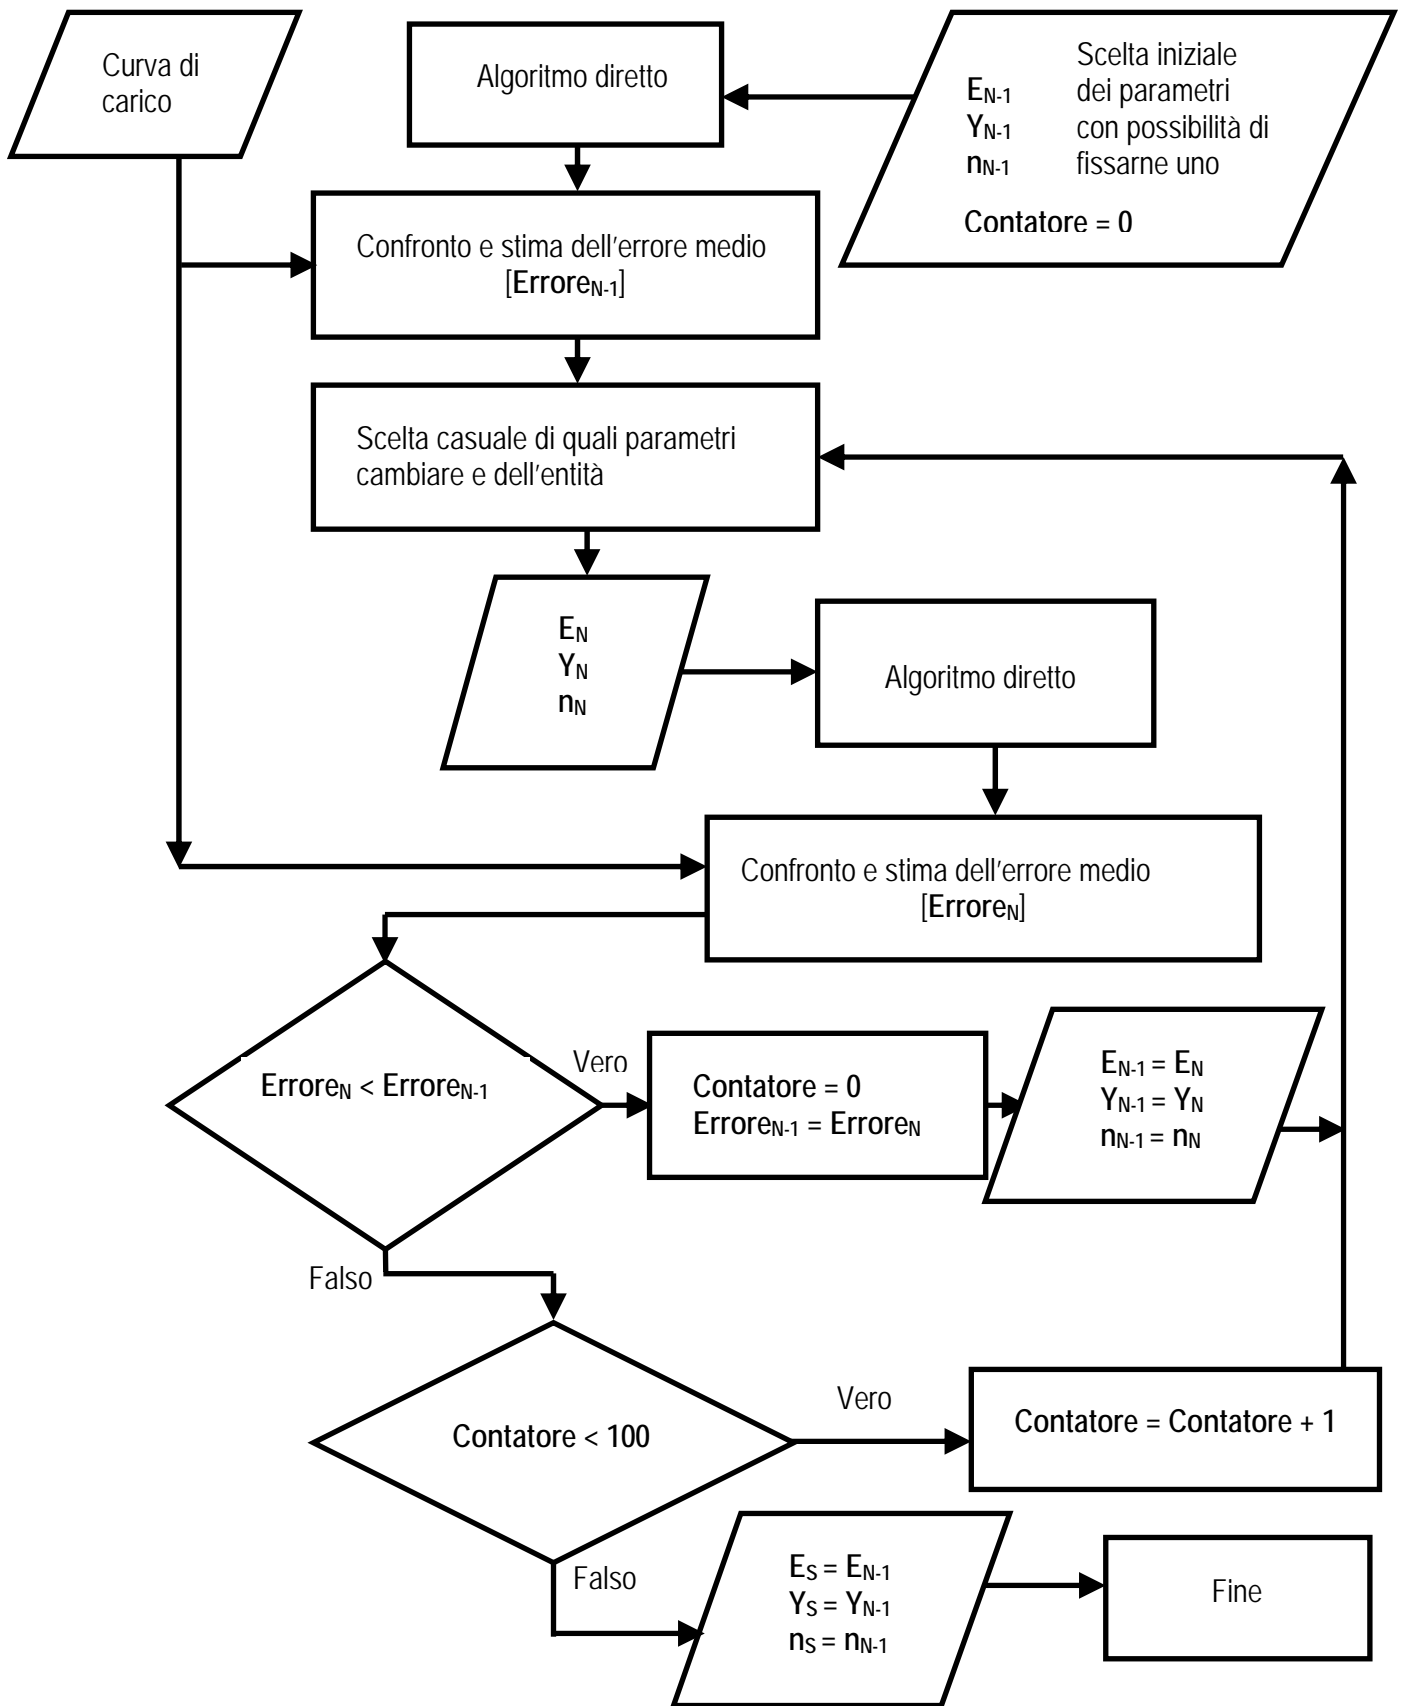 Curva di
carico
Algoritmo diretto
Scelta iniziale
E_N-1 dei parametri
Y_N-1 con possibilità di
n_N-1 fissarne uno
Contatore = 0
Confronto e stima dell'errore medio
[Errore_N-1]
Scelta casuale di quali parametri
cambiare e dell'entità
E_N
Y_N
n_N
Algoritmo diretto
Confronto e stima dell'errore medio
[Errore_N]
Errore_N < Errore_N-1
Vero
Contatore = 0
Errore_N-1 = Errore_N
E_N-1 = E_N
Y_N-1 = Y_N
n_N-1 = n_N
Falso
Contatore < 100
Vero
Contatore = Contatore + 1
Falso
E_S = E_N-1
Y_S = Y_N-1
n_S = n_N-1
Fine